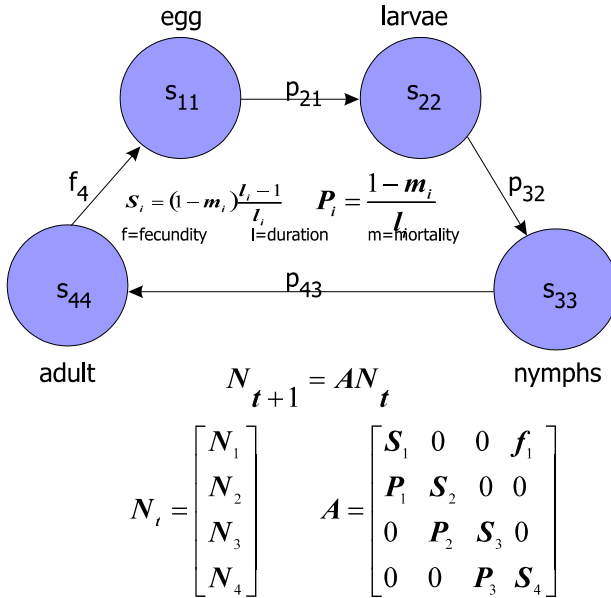 egg larvae
s₁₁ p₂₁ s₂₂
f₄ p₃₂
Sᵢ = (1 − mᵢ) (lᵢ − 1)/lᵢ Pᵢ = (1 − mᵢ)/lᵢ
f=fecundity l=duration m=mortality
s₄₄ p₄₃ s₃₃
adult nymphs
Nₜ₊₁ = ANₜ
Nₜ = [N₁ N₂ N₃ N₄]
A = [S₁ 0 0 f₁
P₁ S₂ 0 0
0 P₂ S₃ 0
0 0 P₃ S₄]